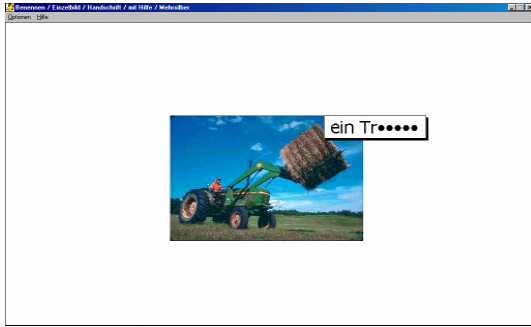 Benennen / Einzelbild / Handschrift / mit Hilfe / Mehrsilber
Optionen Hilfe
ein Tr•••••